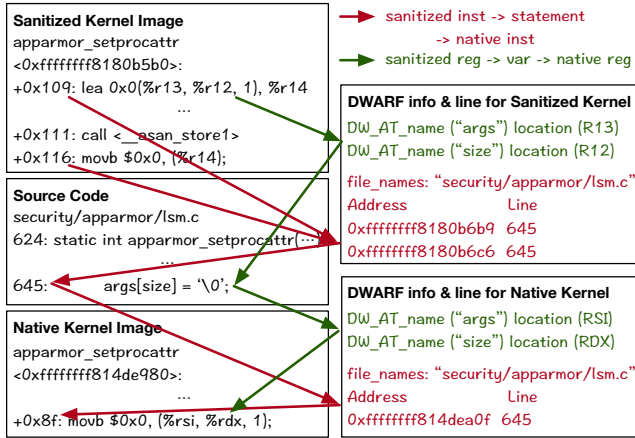 Sanitized Kernel Image
apparmor_setprocattr
<0xffffffff8180b5b0>:
+0x109: lea 0x0(%r13, %r12, 1), %r14
...
+0x111: call <__asan_store1>
+0x116: movb $0x0, (%r14);
Source Code
security/apparmor/lsm.c
624: static int apparmor_setprocattr(...)
...
645: args[size] = '\0';
Native Kernel Image
apparmor_setprocattr
<0xffffffff814de980>:
...
+0x8f: movb $0x0, (%rsi, %rdx, 1);
sanitized inst -> statement
-> native inst
sanitized reg -> var -> native reg
DWARF info & line for Sanitized Kernel
DW_AT_name ("args") location (R13)
DW_AT_name ("size") location (R12)
file_names: "security/apparmor/lsm.c"
Address Line
0xffffffff8180b6b9 645
0xffffffff8180b6c6 645
DWARF info & line for Native Kernel
DW_AT_name ("args") location (RSI)
DW_AT_name ("size") location (RDX)
file_names: "security/apparmor/lsm.c"
Address Line
0xffffffff814dea0f 645